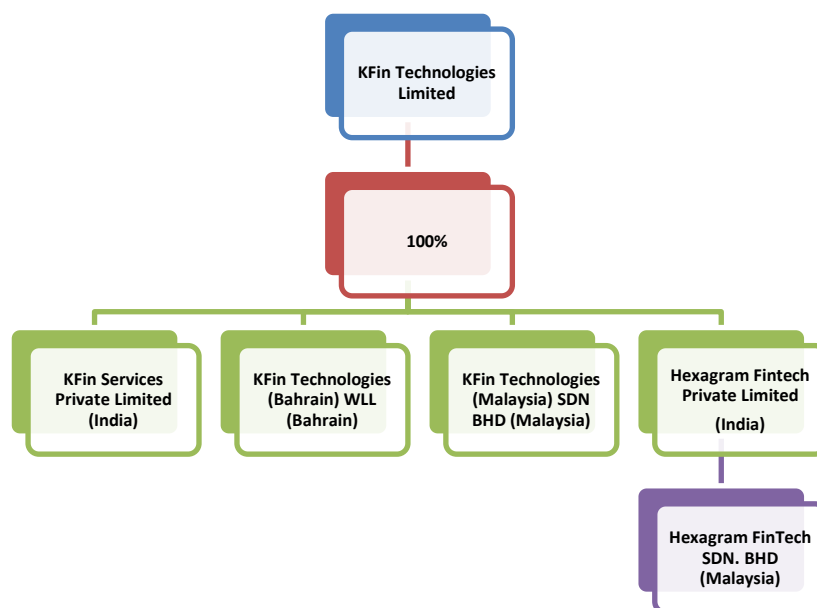 KFin Technologies
Limited
100%
KFin Services
Private Limited
(India)
KFin Technologies
(Bahrain) WLL
(Bahrain)
KFin Technologies
(Malaysia) SDN
BHD (Malaysia)
Hexagram Fintech
Private Limited
(India)
Hexagram FinTech
SDN. BHD
(Malaysia)